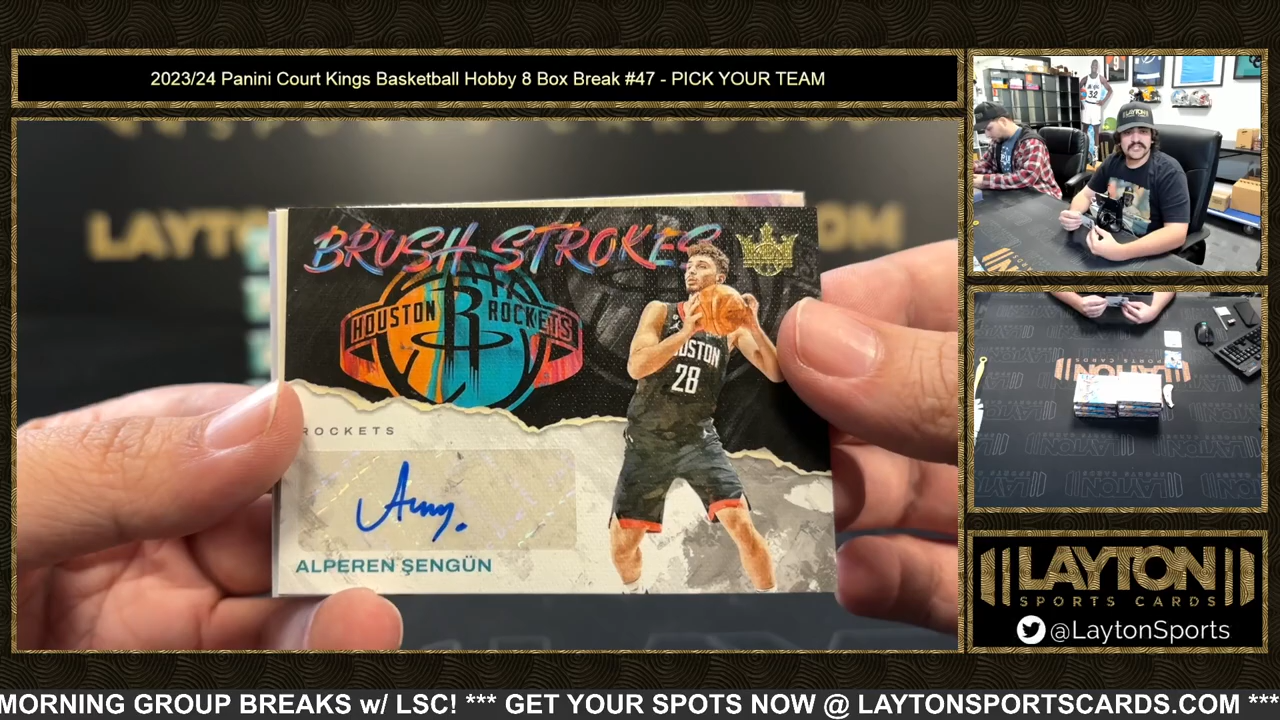 2023/24 Panini Court Kings Basketball Hobby 8 Box Break #47 - PICK YOUR TEAM
BRUSH STROKES
HOUSTON R ROCKETS
28
ROCKETS
ALPEREN ŞENGÜN
32
LAYTON
SPORTS CARDS
@LaytonSports
MORNING GROUP BREAKS w/ LSC! *** GET YOUR SPOTS NOW @ LAYTONSPORTSCARDS.COM ***